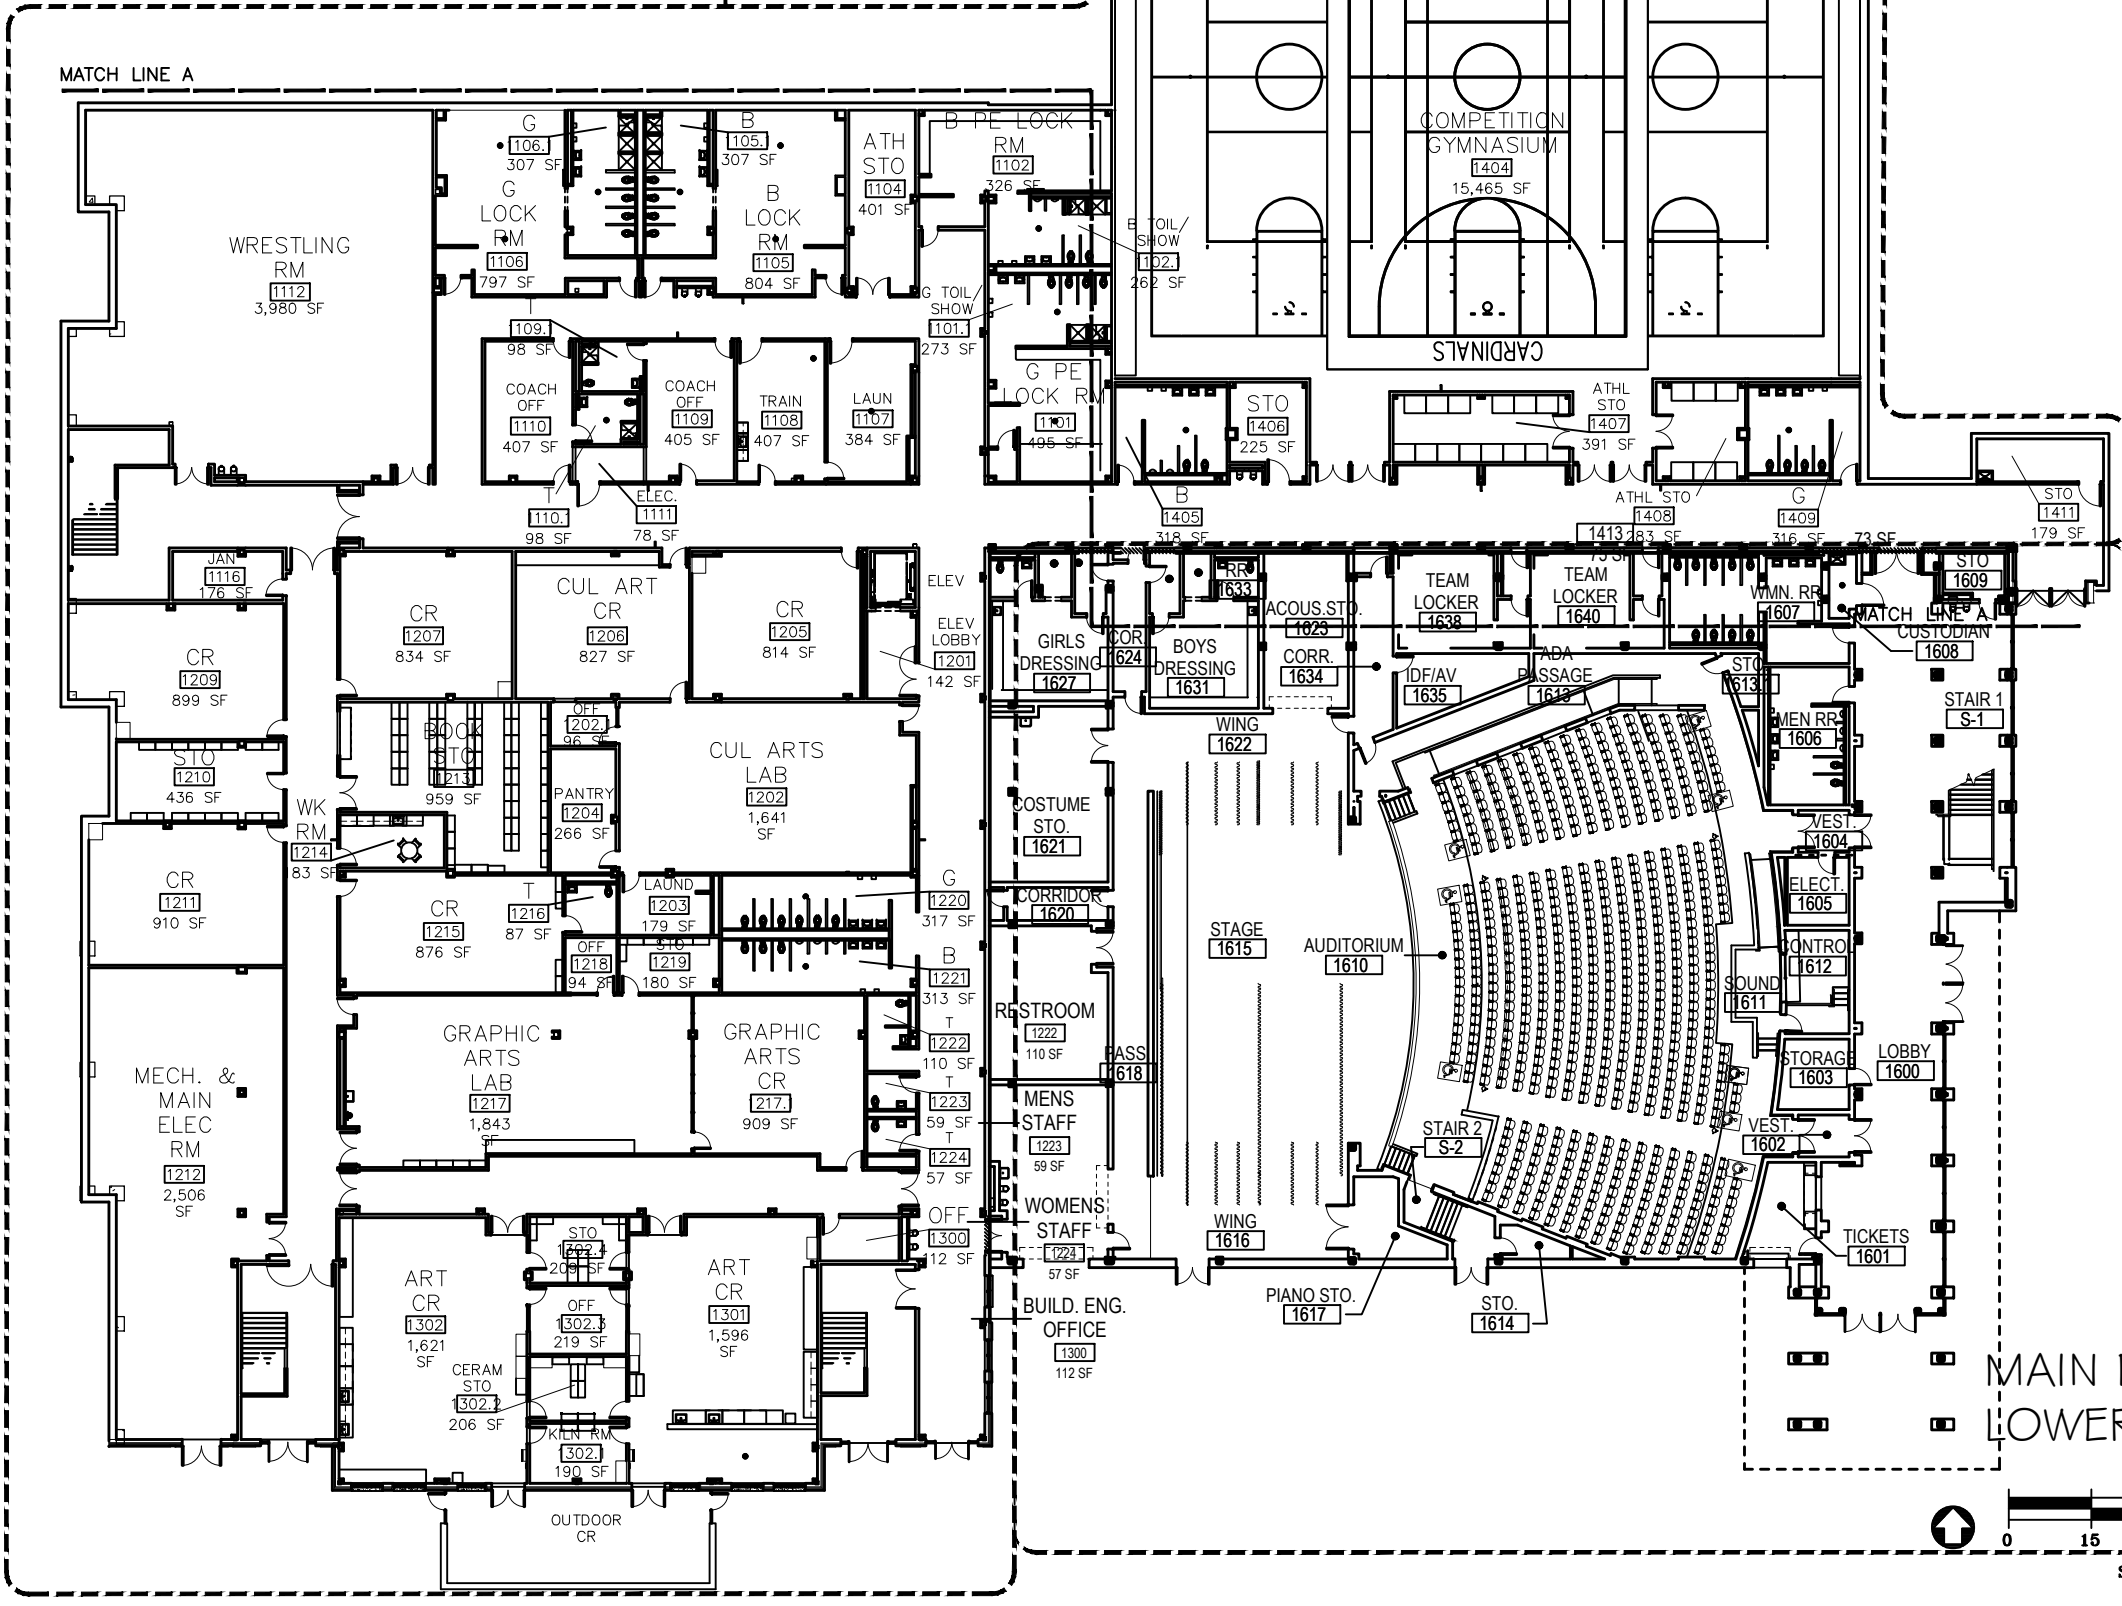 MATCH LINE A
G
106.1
307 SF
G
LOCK
RM
1106
797 SF
B
105.1
307 SF
B
LOCK
RM
1105
804 SF
ATH
STO
1104
401 SF
B PE LOCK
RM
1102
326 SF
COMPETITION
GYMNASIUM
1404
15,465 SF
CARDINALS
WRESTLING
RM
1112
3,980 SF
B TOIL/
SHOW
102.1
262 SF
G TOIL/
SHOW
1101.1
273 SF
G PE
LOCK RM
1101
495 SF
T
109.1
98 SF
COACH
OFF
1110
407 SF
COACH
OFF
1109
405 SF
TRAIN
1108
407 SF
LAUN
1107
384 SF
STO
1406
225 SF
ATHL
STO
1407
391 SF
T
1110.1
98 SF
ELEC.
1111
78 SF
B
1405
318 SF
ATHL STO
1408
283 SF
1413
73 SF
G
1409
316 SF
73 SF
STO
1411
179 SF
JAN
1116
176 SF
CR
1207
834 SF
CUL ART
CR
1206
827 SF
CR
1205
814 SF
ELEV
ELEV
LOBBY
1201
142 SF
CR
1209
899 SF
GIRLS
DRESSING
1627
COR.
1624
BOYS
DRESSING
1631
RR
1633
ACOUS.STO.
1623
CORR.
1634
TEAM
LOCKER
1638
TEAM
LOCKER
1640
WMN. RR
1607
STO
1609
MATCH LINE A
CUSTODIAN
1608
IDF/AV
1635
ADA
PASSAGE
1613
STO
1613
MEN RR
1606
STAIR 1
S-1
STO
1210
436 SF
BOOK
STO
1213
959 SF
OFF
202.
96 SF
PANTRY
1204
266 SF
CUL ARTS
LAB
1202
1,641
SF
WK
RM
1214
83 SF
WING
1622
COSTUME
STO.
1621
VEST.
1604
ELECT.
1605
CR
1211
910 SF
CR
1215
876 SF
T
1216
87 SF
LAUND
1203
179 SF
OFF
1218
94 SF
STO
1219
180 SF
G
1220
317 SF
B
1221
313 SF
CORRIDOR
1620
STAGE
1615
AUDITORIUM
1610
CONTRO
1612
SOUND
1611
MECH. &
MAIN
ELEC
RM
1212
2,506
SF
GRAPHIC
ARTS
LAB
1217
1,843
SF
GRAPHIC
ARTS
CR
217.1
909 SF
T
1222
110 SF
T
1223
59 SF
T
1224
57 SF
RESTROOM
1222
110 SF
PASS
1618
MENS
STAFF
1223
59 SF
STORAGE
1603
LOBBY
1600
STAIR 2
S-2
VEST.
1602
WOMENS
STAFF
1224
57 SF
WING
1616
TICKETS
1601
OFF
1300
112 SF
STO
1302.4
209 SF
ART
CR
1302
1,621
SF
OFF
1302.3
219 SF
ART
CR
1301
1,596
SF
CERAM
STO
1302.2
206 SF
KILN RM
302.1
190 SF
BUILD. ENG.
OFFICE
1300
112 SF
PIANO STO.
1617
STO.
1614
OUTDOOR
CR
MAIN
LOWER
0 15